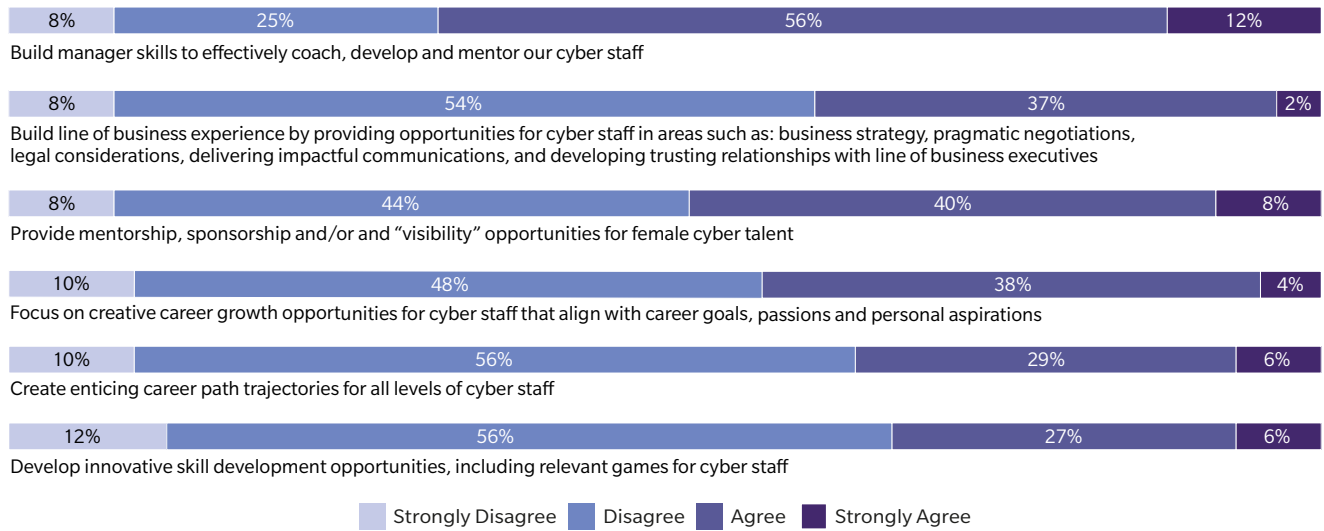 8% 25% 56% 12%
Build manager skills to effectively coach, develop and mentor our cyber staff
8% 54% 37% 2%
Build line of business experience by providing opportunities for cyber staff in areas such as: business strategy, pragmatic negotiations,
legal considerations, delivering impactful communications, and developing trusting relationships with line of business executives
8% 44% 40% 8%
Provide mentorship, sponsorship and/or and “visibility” opportunities for female cyber talent
10% 48% 38% 4%
Focus on creative career growth opportunities for cyber staff that align with career goals, passions and personal aspirations
10% 56% 29% 6%
Create enticing career path trajectories for all levels of cyber staff
12% 56% 27% 6%
Develop innovative skill development opportunities, including relevant games for cyber staff
Strongly Disagree Disagree Agree Strongly Agree